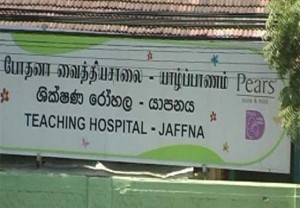 போதனா வைத்தியசாலை - யாழ்ப்பாணம்
ශික්ෂණ රෝහල - යාපනය
TEACHING HOSPITAL - JAFFNA
Pears